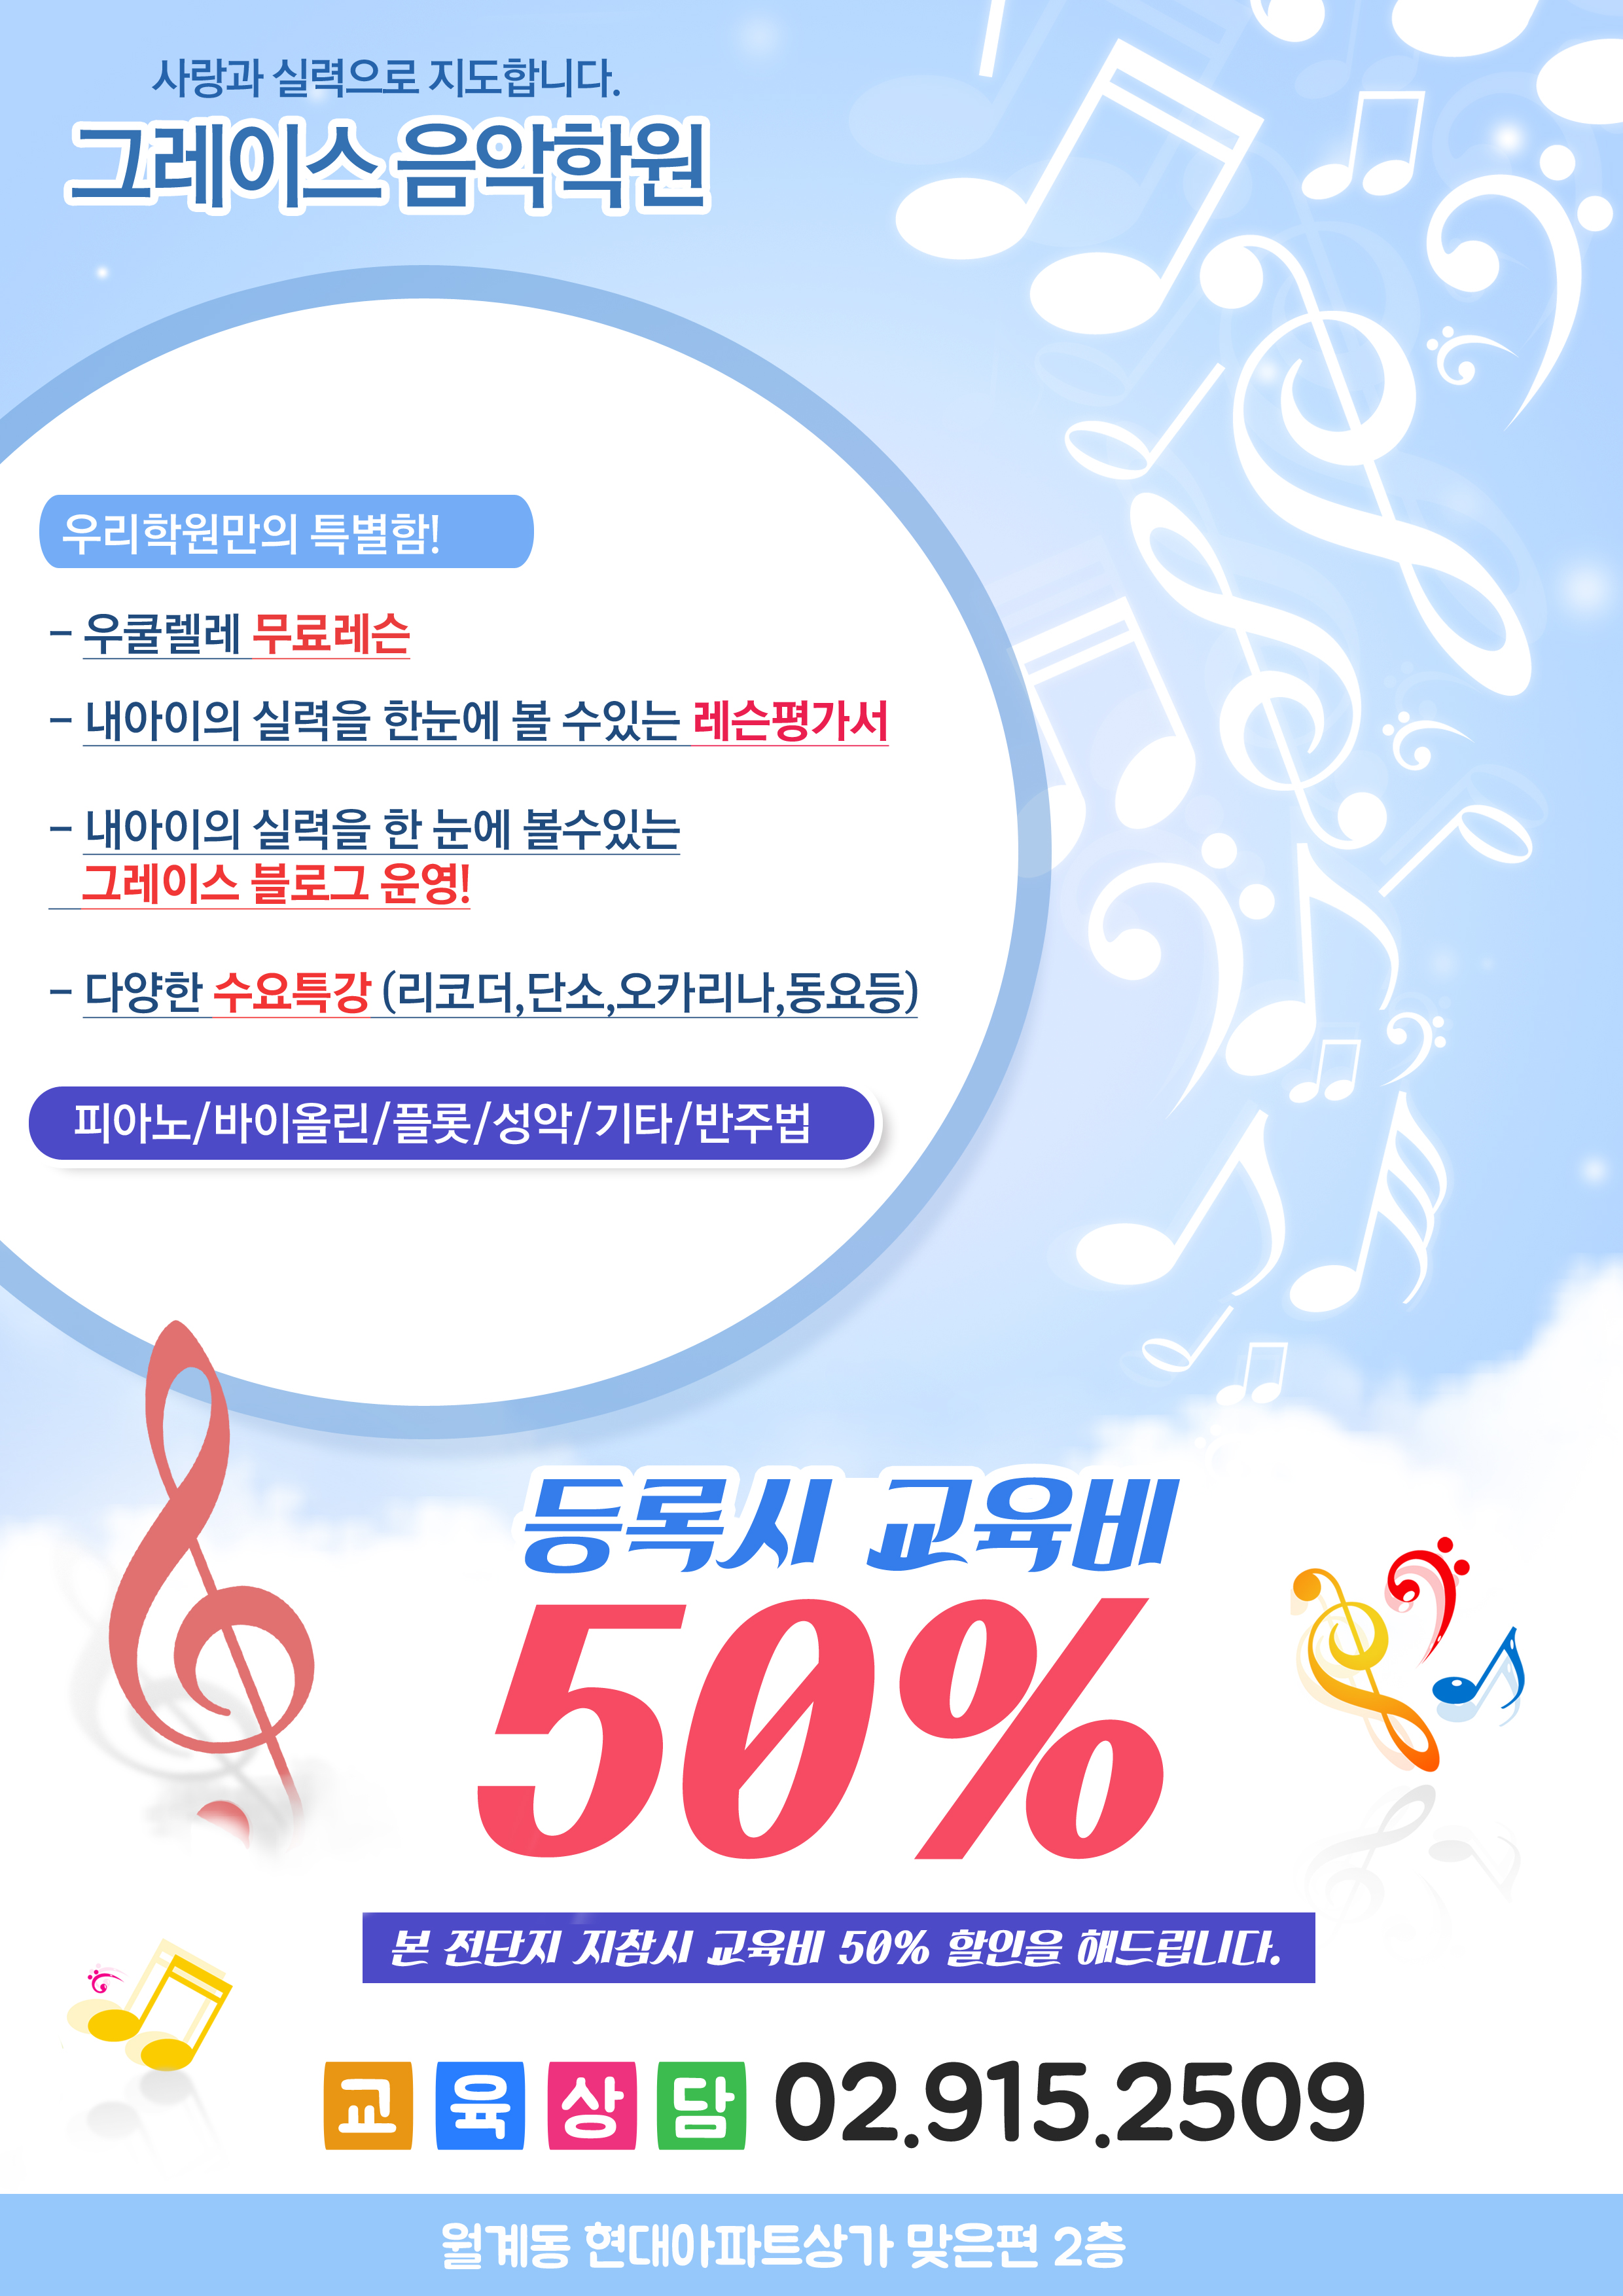 사랑과 실력으로 지도합니다.
그레이스 음악학원
우리학원만의 특별함!
- 우쿨렐레 무료레슨
- 내아이의 실력을 한눈에 볼 수있는 레슨평가서
- 내아이의 실력을 한 눈에 볼수있는
그레이스 블로그 운영!
- 다양한 수요특강 (리코더,단소,오카리나,동요등)
피아노/바이올린/플롯/성악/기타/반주법
등록시 교육비
50%
본 전단지 지참시 교육비 50% 할인을 해드립니다.
교육상담 02.915.2509
월계동 현대아파트상가 맞은편 2층